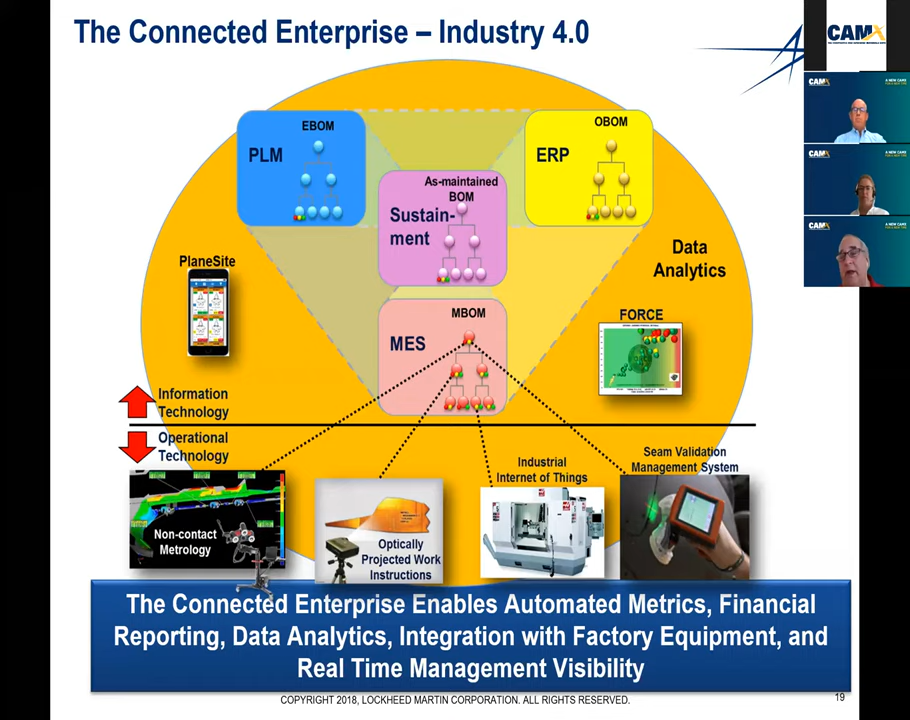 The Connected Enterprise – Industry 4.0
CAMX
EBOM
PLM
OBOM
ERP
As-maintained
BOM
Sustain-
ment
Data
Analytics
PlaneSite
MBOM
MES
FORCE
Information
Technology
Operational
Technology
Non-contact
Metrology
Optically
Projected Work
Instructions
Industrial
Internet of Things
Seam Validation
Management System
The Connected Enterprise Enables Automated Metrics, Financial
Reporting, Data Analytics, Integration with Factory Equipment, and
Real Time Management Visibility
COPYRIGHT 2018, LOCKHEED MARTIN CORPORATION. ALL RIGHTS RESERVED.
19
CAMX
CAMX
CAMX